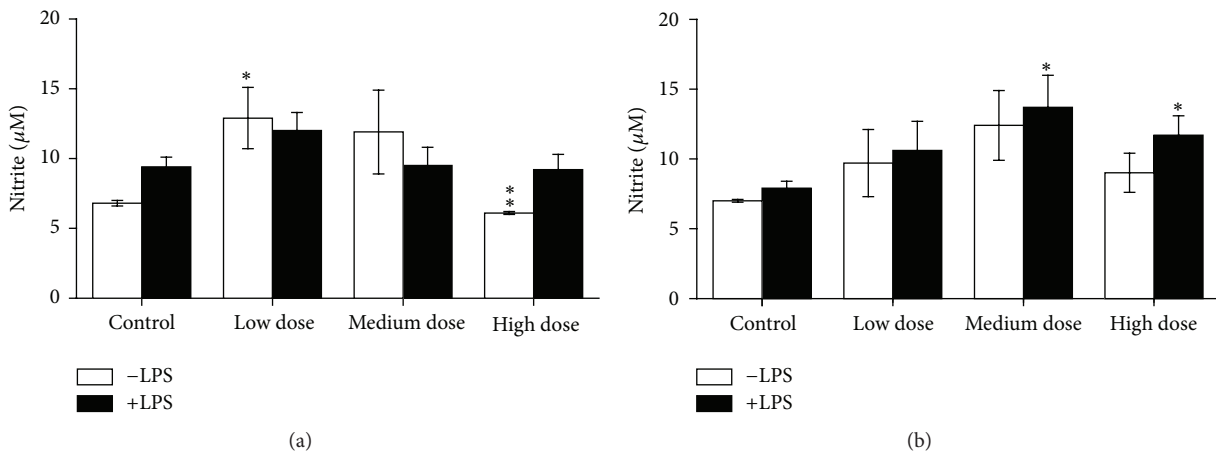 20
15
10
5
0
Nitrite (μM)
*
*
*
Control
Low dose
Medium dose
High dose
−LPS
+LPS
(a)
20
15
10
5
0
Nitrite (μM)
*
*
Control
Low dose
Medium dose
High dose
−LPS
+LPS
(b)